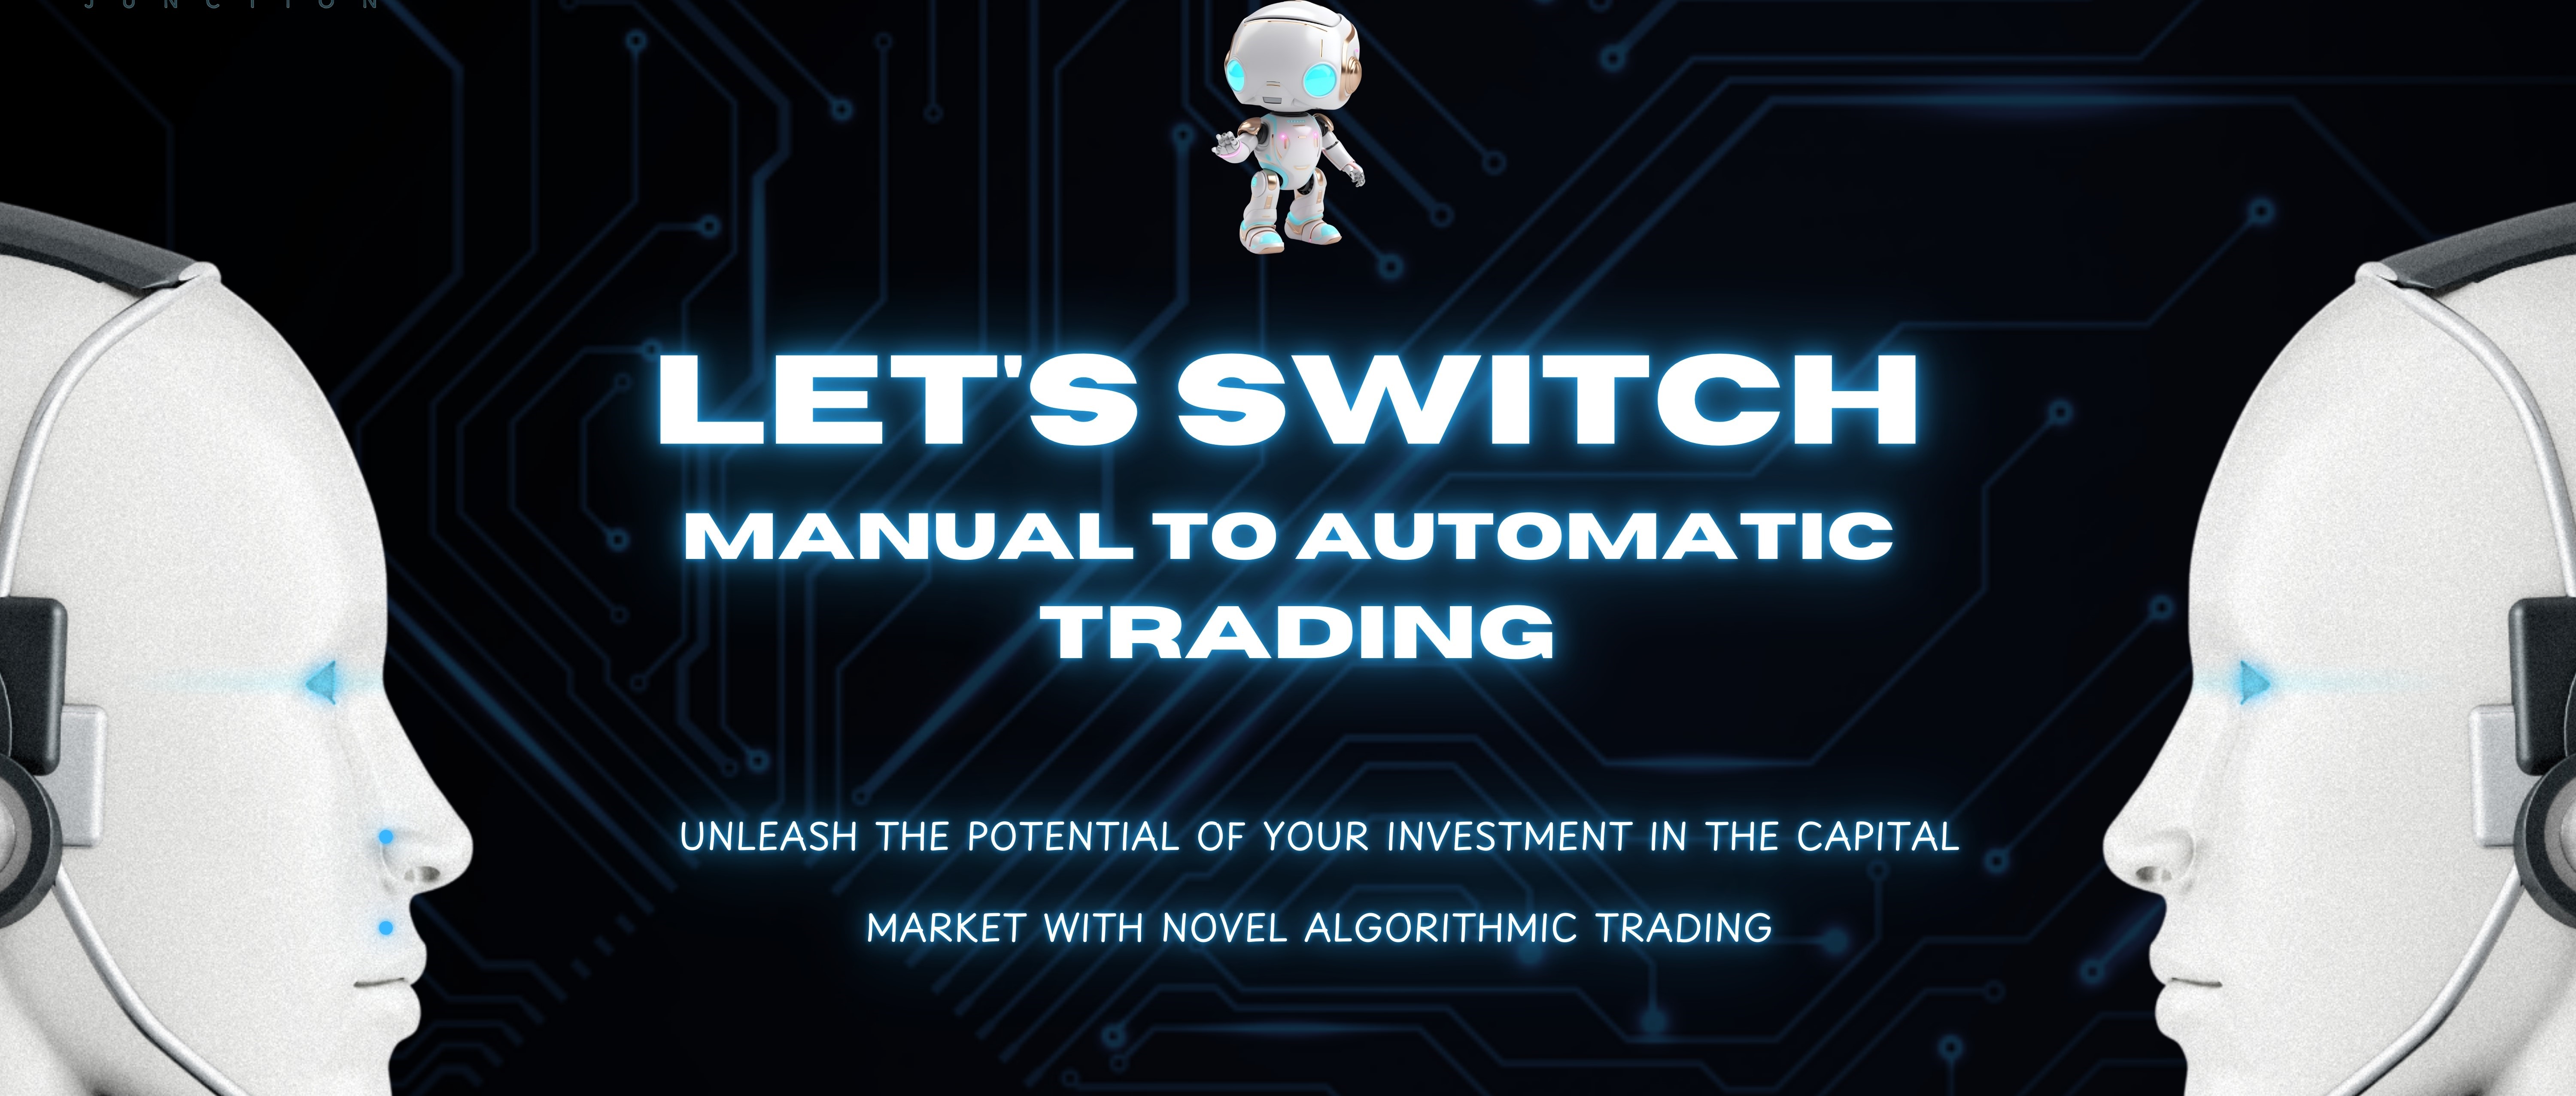 JUNCTION
LET'S SWITCH
MANUAL TO AUTOMATIC
TRADING
UNLEASH THE POTENTIAL OF YOUR INVESTMENT IN THE CAPITAL
MARKET WITH NOVEL ALGORITHMIC TRADING